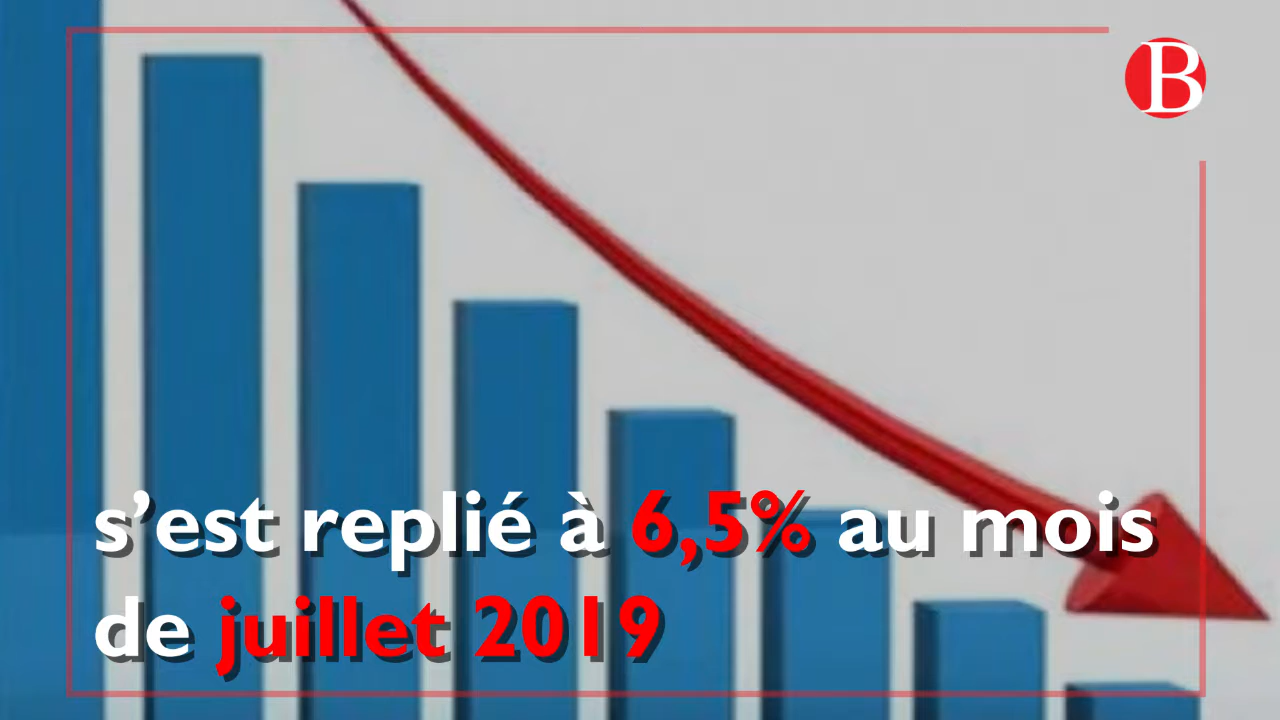 B
s’est replié à 6,5% au mois
de juillet 2019